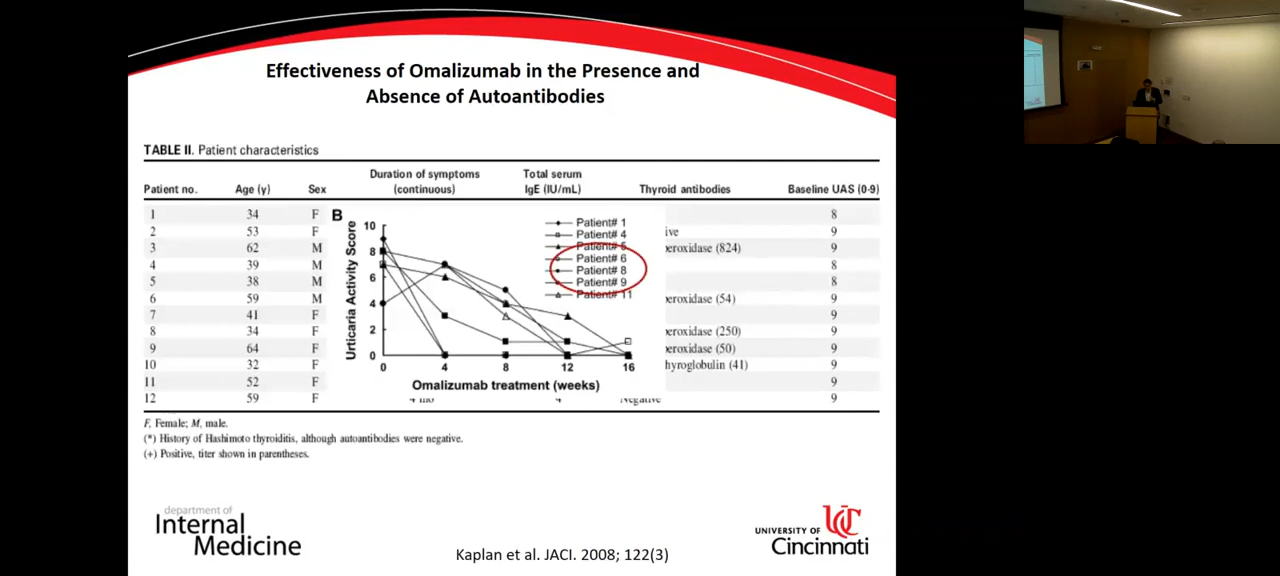 Effectiveness of Omalizumab in the Presence and
Absence of Autoantibodies
TABLE II. Patient characteristics
Duration of symptoms Total serum
Patient no. Age (y) Sex (continuous) IgE (IU/mL) Thyroid antibodies Baseline UAS (0-9)
1 34 F 8
2 53 F ive 9
3 62 M peroxidase (824) 9
4 39 M 8
5 38 M 8
6 59 M peroxidase (54) 9
7 41 F 9
8 34 F peroxidase (250) 9
9 64 F peroxidase (50) 9
10 32 F hyroglobulin (41) 9
11 52 F 9
12 59 F Negative 9
B
Urticaria Activity Score
10
8
6
4
2
0
Patient# 1
Patient# 4
Patient# 5
Patient# 6
Patient# 8
Patient# 9
Patient# 11
0 4 8 12 16
Omalizumab treatment (weeks)
F, Female; M, male.
(*) History of Hashimoto thyroiditis, although autoantibodies were negative.
(+) Positive, titer shown in parentheses.
department of
Internal
Medicine
Kaplan et al. JACI. 2008; 122(3)
UNIVERSITY OF
Cincinnati